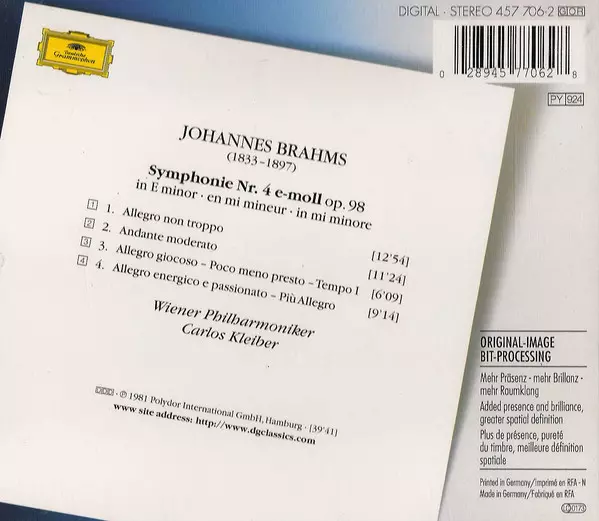 DIGITAL · STEREO 457 706-2 GOR
0 28945 77062 8
PY 924
Deutsche
Grammophon
JOHANNES BRAHMS
(1833–1897)
Symphonie Nr. 4 e-moll op. 98
in E minor · en mi mineur · in mi minore
1 1. Allegro non troppo [12'54]
2 2. Andante moderato [11'24]
3 3. Allegro giocoso – Poco meno presto – Tempo I [6'09]
4 4. Allegro energico e passionato – Più Allegro [9'14]
Wiener Philharmoniker
Carlos Kleiber
DDD · ℗ 1981 Polydor International GmbH, Hamburg · [39'41]
www site address: http://www.dgclassics.com
ORIGINAL-IMAGE
BIT-PROCESSING
Mehr Präsenz · mehr Brillanz ·
mehr Raumklang
Added presence and brilliance,
greater spatial definition
Plus de présence, pureté
du timbre, meilleure définition
spatiale
Printed in Germany/Imprimé en RFA - N
Made in Germany/Fabriqué en RFA